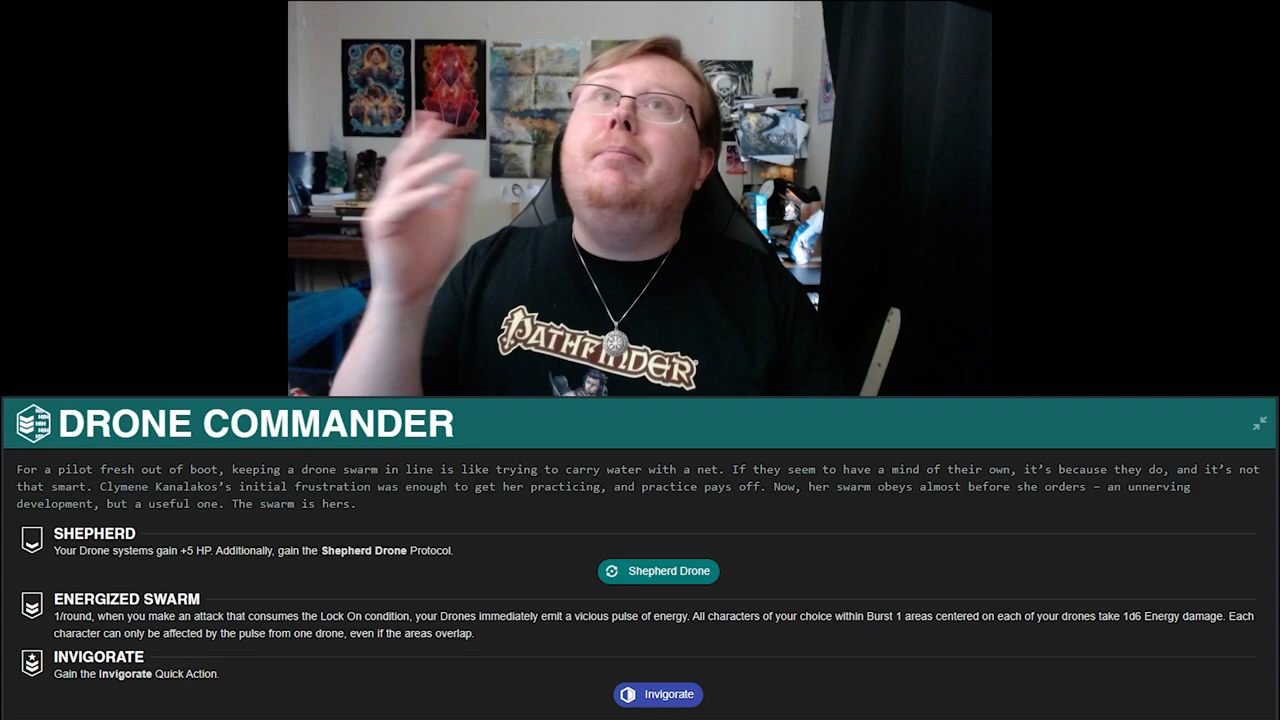 PATHFINDER
DRONE COMMANDER
For a pilot fresh out of boot, keeping a drone swarm in line is like trying to carry water with a net. If they seem to have a mind of their own, it's because they do, and it's not
that smart. Clymene Kanalakos's initial frustration was enough to get her practicing, and practice pays off. Now, her swarm obeys almost before she orders – an unnerving
development, but a useful one. The swarm is hers.
SHEPHERD
Your Drone systems gain +5 HP. Additionally, gain the Shepherd Drone Protocol.
Shepherd Drone
ENERGIZED SWARM
1/round, when you make an attack that consumes the Lock On condition, your Drones immediately emit a vicious pulse of energy. All characters of your choice within Burst 1 areas centered on each of your drones take 1d6 Energy damage. Each
character can only be affected by the pulse from one drone, even if the areas overlap.
INVIGORATE
Gain the Invigorate Quick Action.
Invigorate